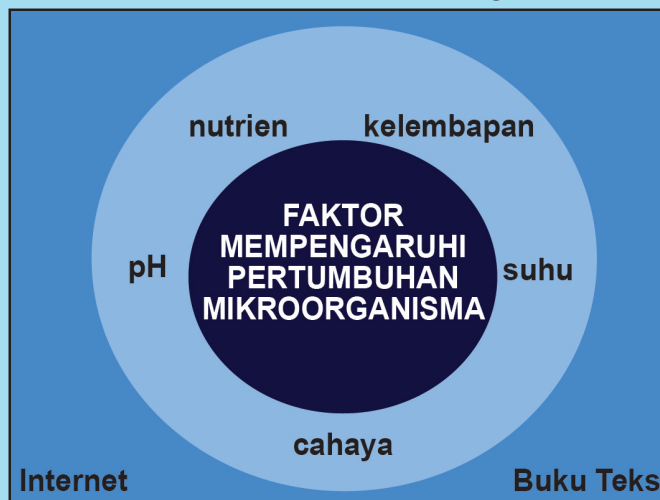 nutrien kelembapan
FAKTOR
MEMPENGARUHI
PERTUMBUHAN
MIKROORGANISMA
pH
suhu
cahaya
Internet
Buku Teks